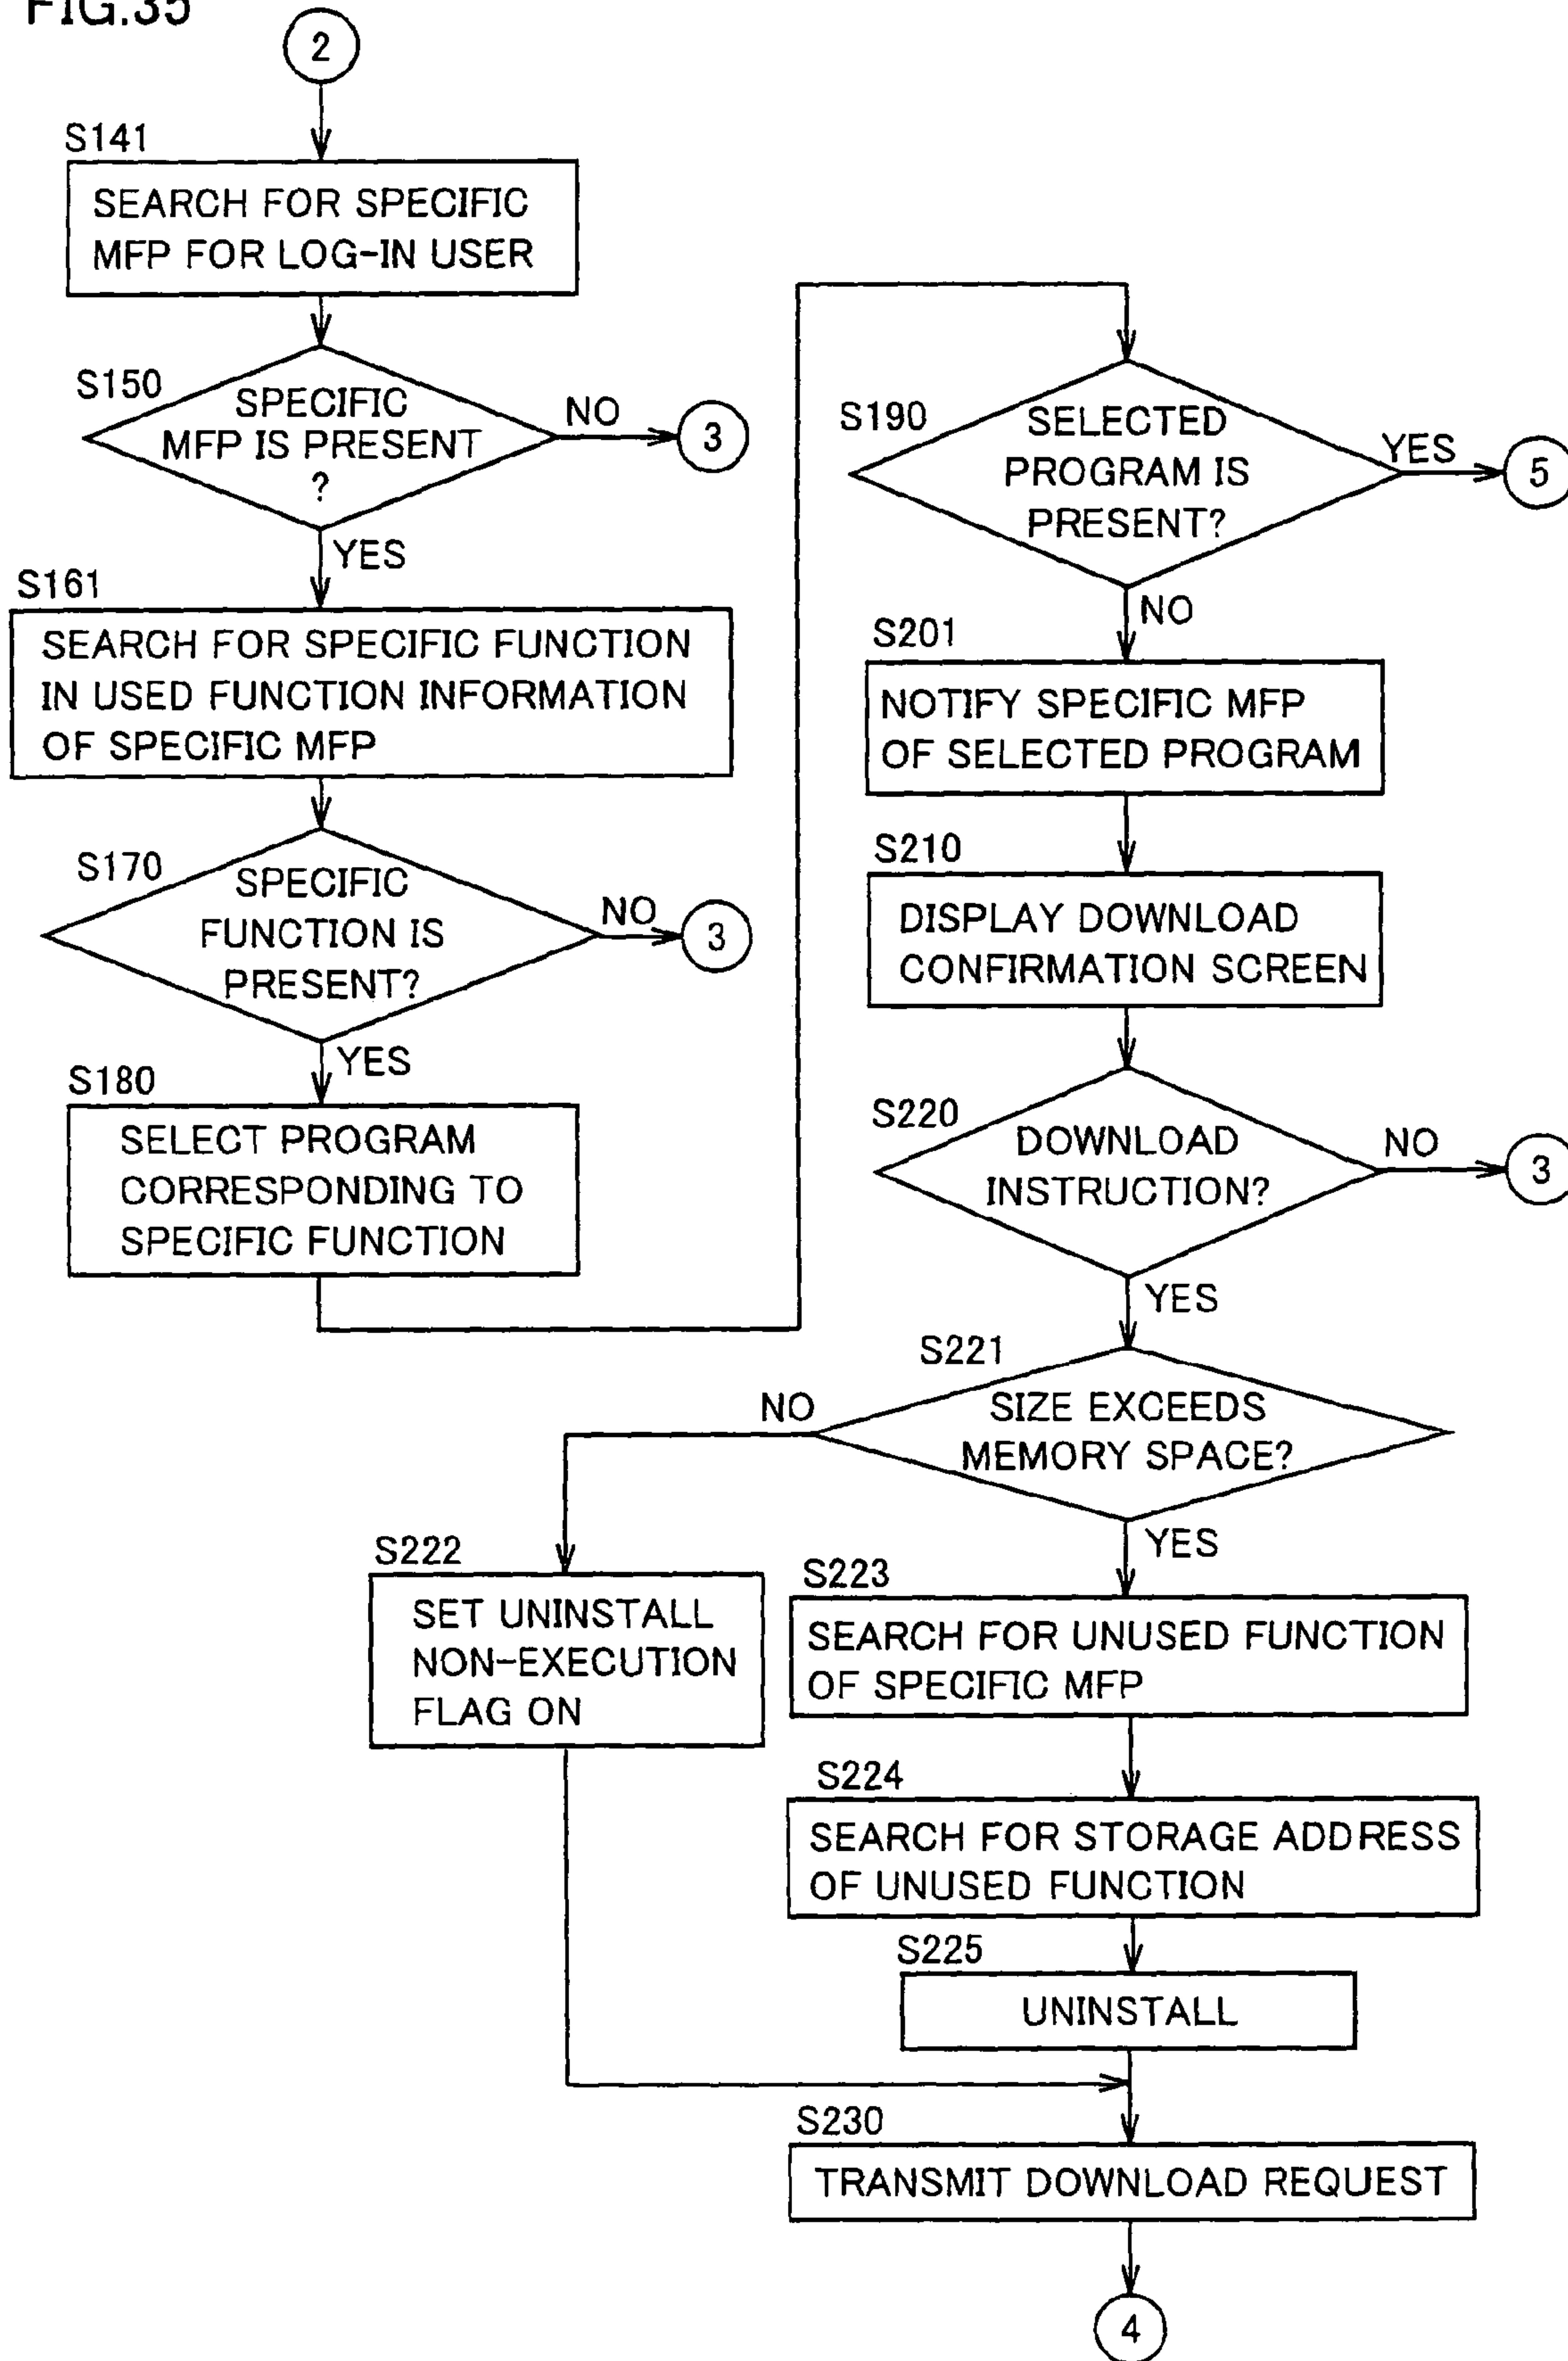 FIG.35
2
S141
SEARCH FOR SPECIFIC
MFP FOR LOG-IN USER
S150
SPECIFIC
MFP IS PRESENT
?
NO
3
YES
S161
SEARCH FOR SPECIFIC FUNCTION
IN USED FUNCTION INFORMATION
OF SPECIFIC MFP
S170
SPECIFIC
FUNCTION IS
PRESENT?
NO
3
YES
S180
SELECT PROGRAM
CORRESPONDING TO
SPECIFIC FUNCTION
S190
SELECTED
PROGRAM IS
PRESENT?
YES
5
NO
S201
NOTIFY SPECIFIC MFP
OF SELECTED PROGRAM
S210
DISPLAY DOWNLOAD
CONFIRMATION SCREEN
S220
DOWNLOAD
INSTRUCTION?
NO
3
YES
S221
SIZE EXCEEDS
MEMORY SPACE?
NO
YES
S222
SET UNINSTALL
NON-EXECUTION
FLAG ON
S223
SEARCH FOR UNUSED FUNCTION
OF SPECIFIC MFP
S224
SEARCH FOR STORAGE ADDRESS
OF UNUSED FUNCTION
S225
UNINSTALL
S230
TRANSMIT DOWNLOAD REQUEST
4